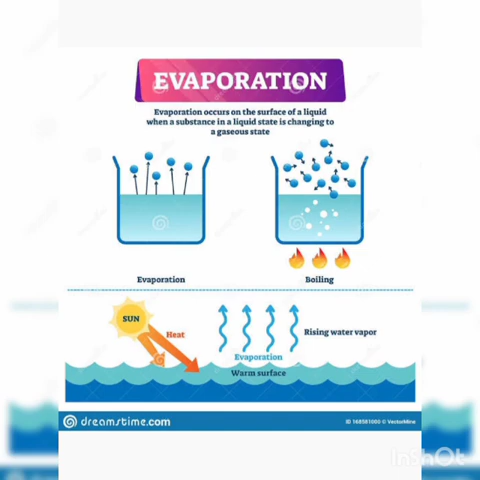 EVAPORATION
Evaporation occurs on the surface of a liquid
when a substance in a liquid state is changing to
a gaseous state
Evaporation
Boiling
SUN
Heat
Rising water vapor
Evaporation
Warm surface
dreamstime.com
ID 168581080 © VectorMine
InShOt